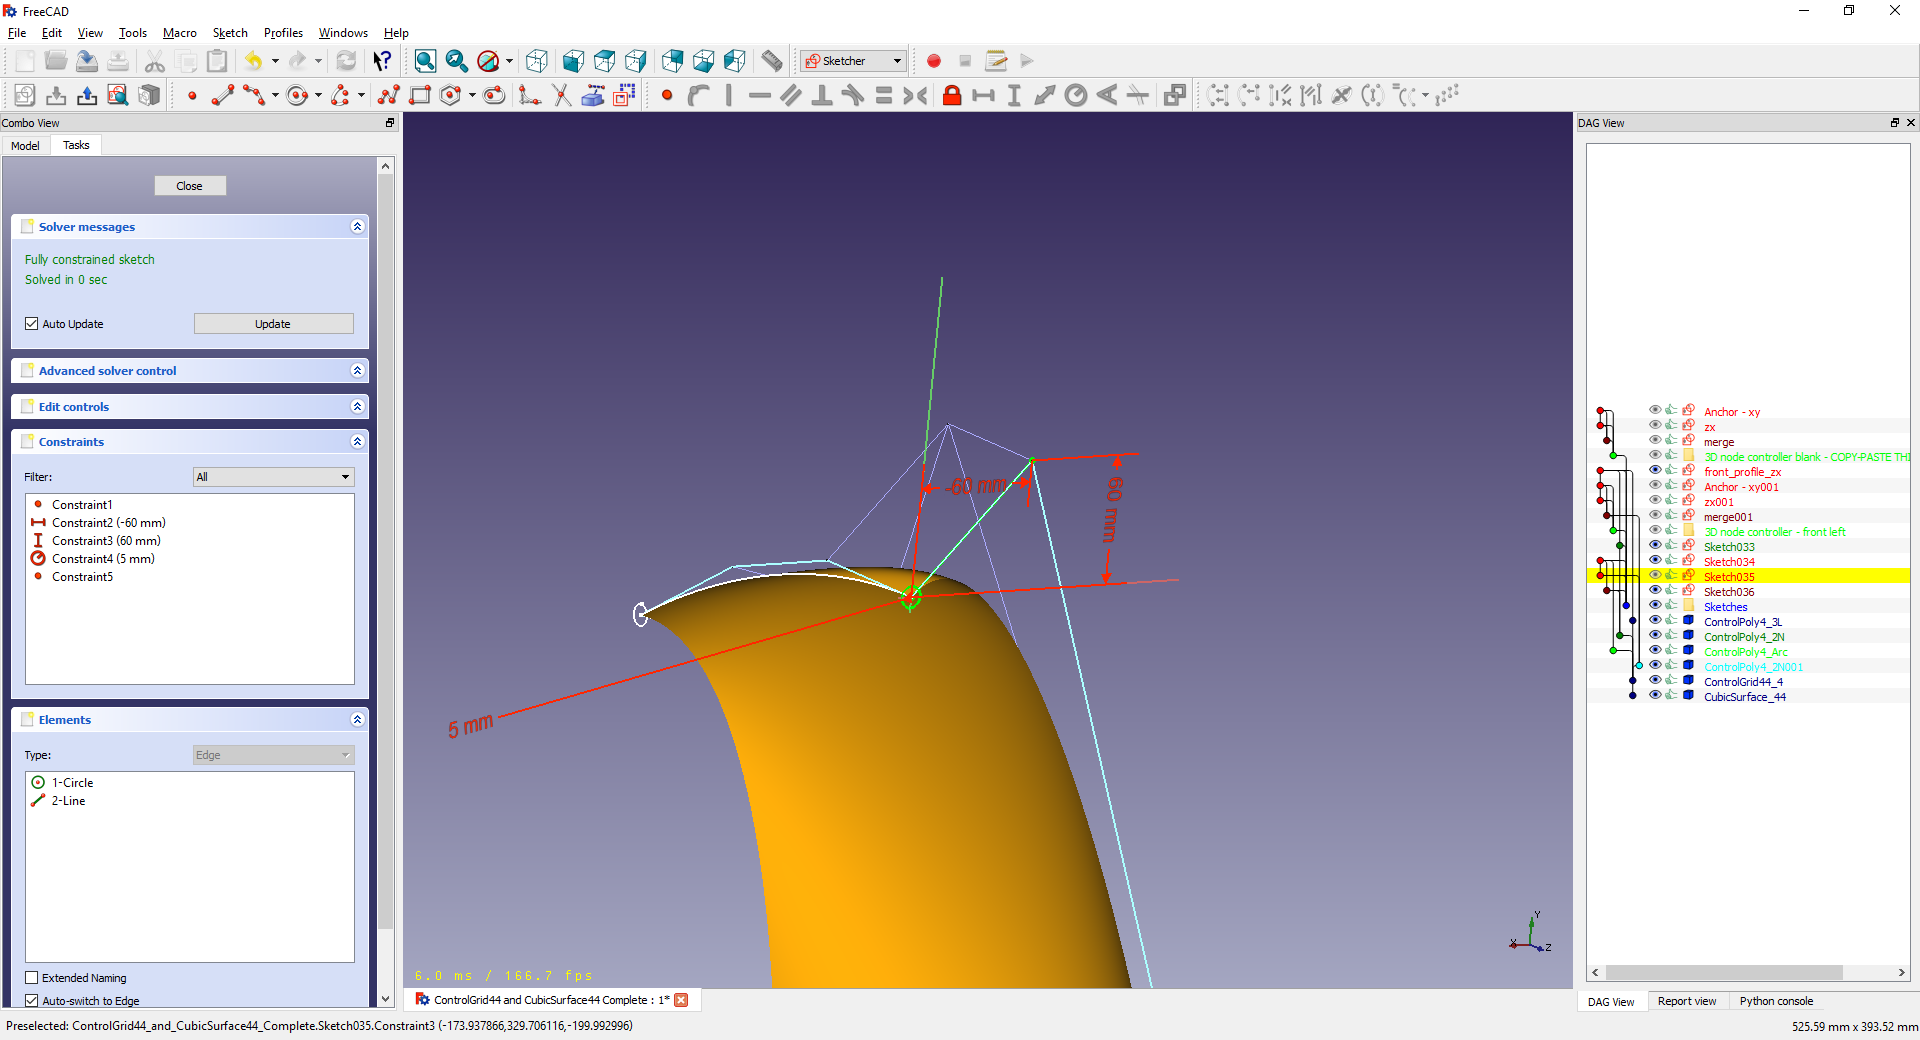 FreeCAD
File Edit View Tools Macro Sketch Profiles Windows Help
Sketcher
Combo View
Model Tasks
Close
Solver messages
Fully constrained sketch
Solved in 0 sec
Auto Update Update
Advanced solver control
Edit controls
Constraints
Filter: All
Constraint1
Constraint2 (-60 mm)
Constraint3 (60 mm)
Constraint4 (5 mm)
Constraint5
Elements
Type: Edge
1-Circle
2-Line
Extended Naming
Auto-switch to Edge
-60 mm
60 mm
5 mm
Y
X
Z
6.0 ms / 166.7 fps
ControlGrid44 and CubicSurface44 Complete : 1*
DAG View
Anchor - xy
zx
merge
3D node controller blank - COPY-PASTE THI
front_profile_zx
Anchor - xy001
zx001
merge001
3D node controller - front left
Sketch033
Sketch034
Sketch035
Sketch036
Sketches
ControlPoly4_3L
ControlPoly4_2N
ControlPoly4_Arc
ControlPoly4_2N001
ControlGrid44_4
CubicSurface_44
DAG View Report view Python console
Preselected: ControlGrid44_and_CubicSurface44_Complete.Sketch035.Constraint3 (-173.937866,329.706116,-199.992996)
525.59 mm x 393.52 mm